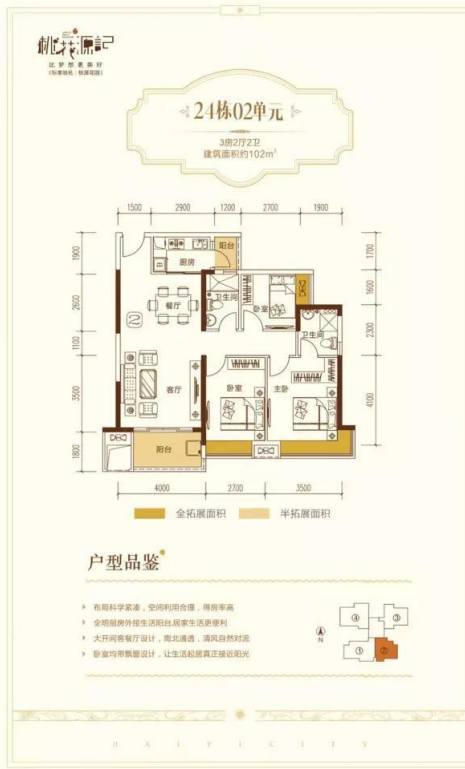 桃花源記
比梦想更美好
(标准地名：桃源花园)
24栋02单元
3房2厅2卫
建筑面积约102m²
1500 2900 1200 2700 1900
阳台
厨房
1900
1700
餐厅
卫生间
卧室
2600
1600
卫生间
2300
1100
客厅
卧室
主卧
3500
4100
阳台
1800
4000 2700 3500
全拓展面积 半拓展面积
户型品鉴
布局科学紧凑，空间利用合理，得房率高
全明厨房外接生活阳台,居家生活更便利
大开间客餐厅设计，南北通透，清风自然对流
卧室均带飘窗设计，让生活起居真正接近阳光
④ ③
N
① ②